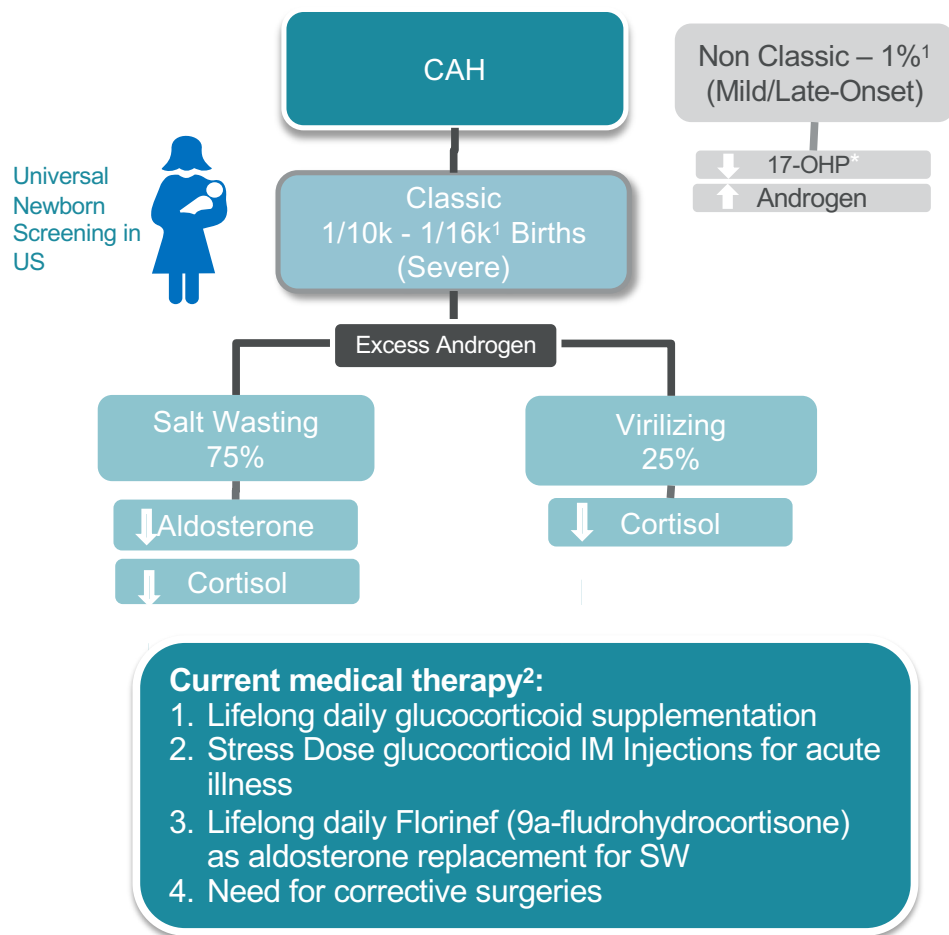 CAH
Non Classic – 1%¹
(Mild/Late-Onset)
17-OHP*
Androgen
Universal
Newborn
Screening in
US
Classic
1/10k - 1/16k¹ Births
(Severe)
Excess Androgen
Salt Wasting
75%
Aldosterone
Cortisol
Virilizing
25%
Cortisol
Current medical therapy²:
1. Lifelong daily glucocorticoid supplementation
2. Stress Dose glucocorticoid IM Injections for acute
illness
3. Lifelong daily Florinef (9a-fludrohydrocortisone)
as aldosterone replacement for SW
4. Need for corrective surgeries